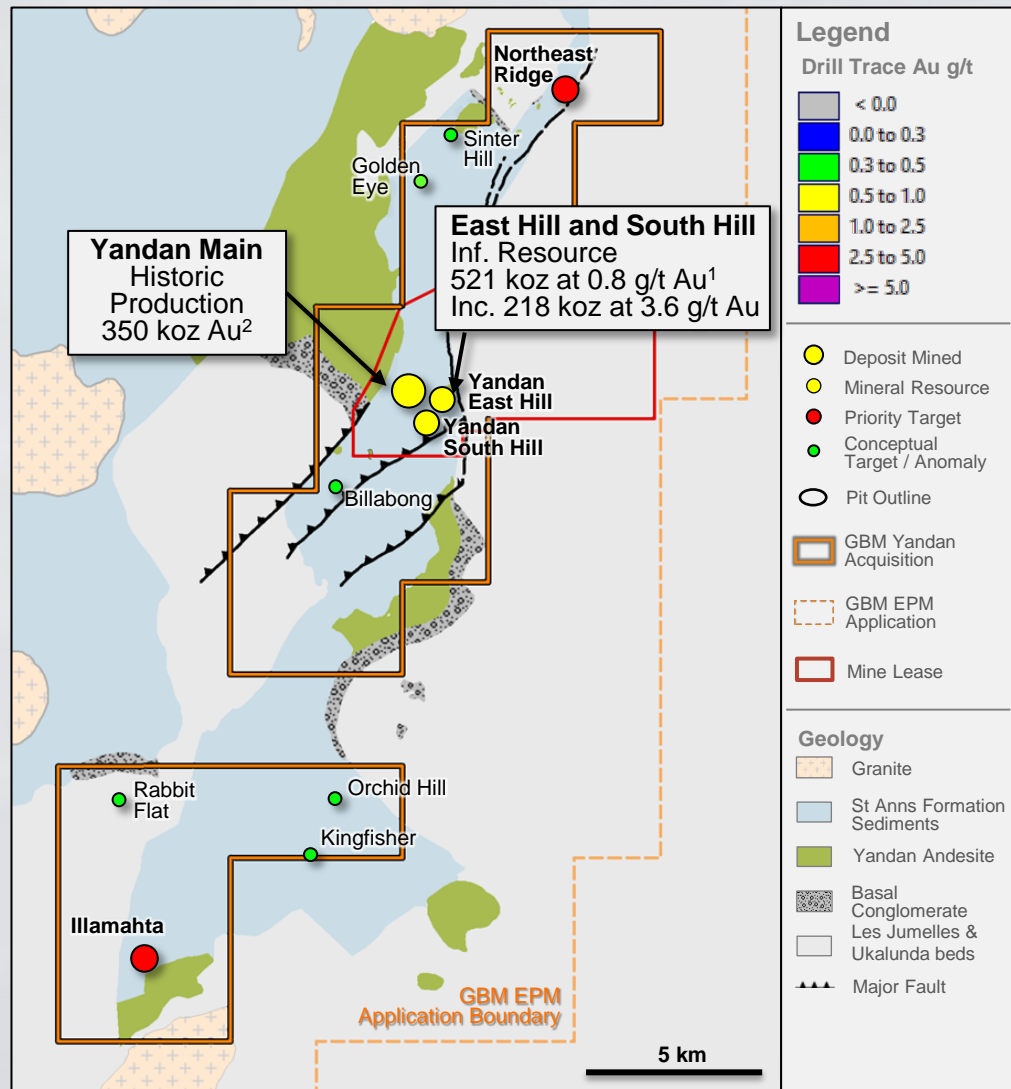 Northeast
Ridge
Sinter
Hill
Golden
Eye
Yandan Main
Historic
Production
350 koz Au2
East Hill and South Hill
Inf. Resource
521 koz at 0.8 g/t Au1
Inc. 218 koz at 3.6 g/t Au
Yandan
East Hill
Yandan
South Hill
Billabong
Rabbit
Flat
Orchid Hill
Kingfisher
Illamahta
GBM EPM
Application Boundary
5 km
Legend
Drill Trace Au g/t
< 0.0
0.0 to 0.3
0.3 to 0.5
0.5 to 1.0
1.0 to 2.5
2.5 to 5.0
>= 5.0
Deposit Mined
Mineral Resource
Priority Target
Conceptual
Target / Anomaly
Pit Outline
GBM Yandan
Acquisition
GBM EPM
Application
Mine Lease
Geology
Granite
St Anns Formation
Sediments
Yandan Andesite
Basal
Conglomerate
Les Jumelles &
Ukalunda beds
Major Fault